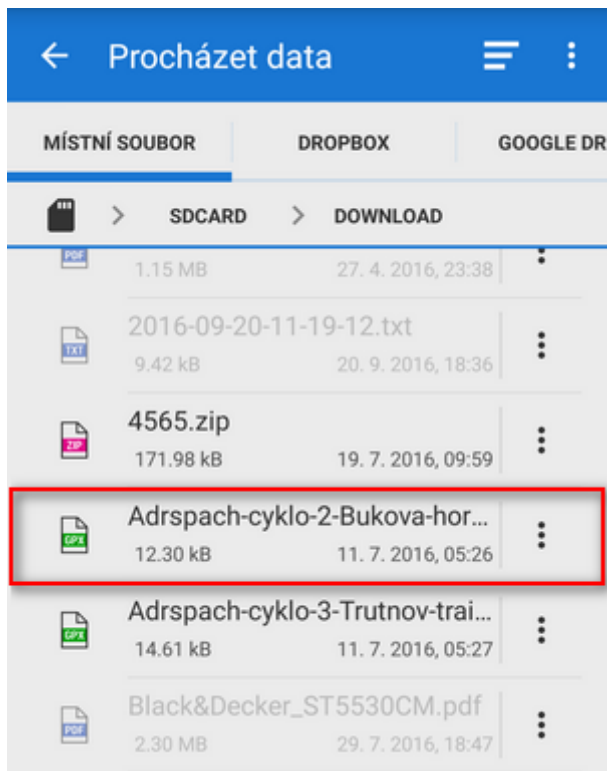 Procházet data
MÍSTNÍ SOUBOR DROPBOX GOOGLE DR
> SDCARD > DOWNLOAD
PDF
1.15 MB 27. 4. 2016, 23:38
2016-09-20-11-19-12.txt
TXT
9.42 kB 20. 9. 2016, 18:36
4565.zip
ZIP
171.98 kB 19. 7. 2016, 09:59
Adrspach-cyklo-2-Bukova-hor...
GPX
12.30 kB 11. 7. 2016, 05:26
Adrspach-cyklo-3-Trutnov-trai...
GPX
14.61 kB 11. 7. 2016, 05:27
Black&Decker_ST5530CM.pdf
PDF
2.30 MB 29. 7. 2016, 18:47